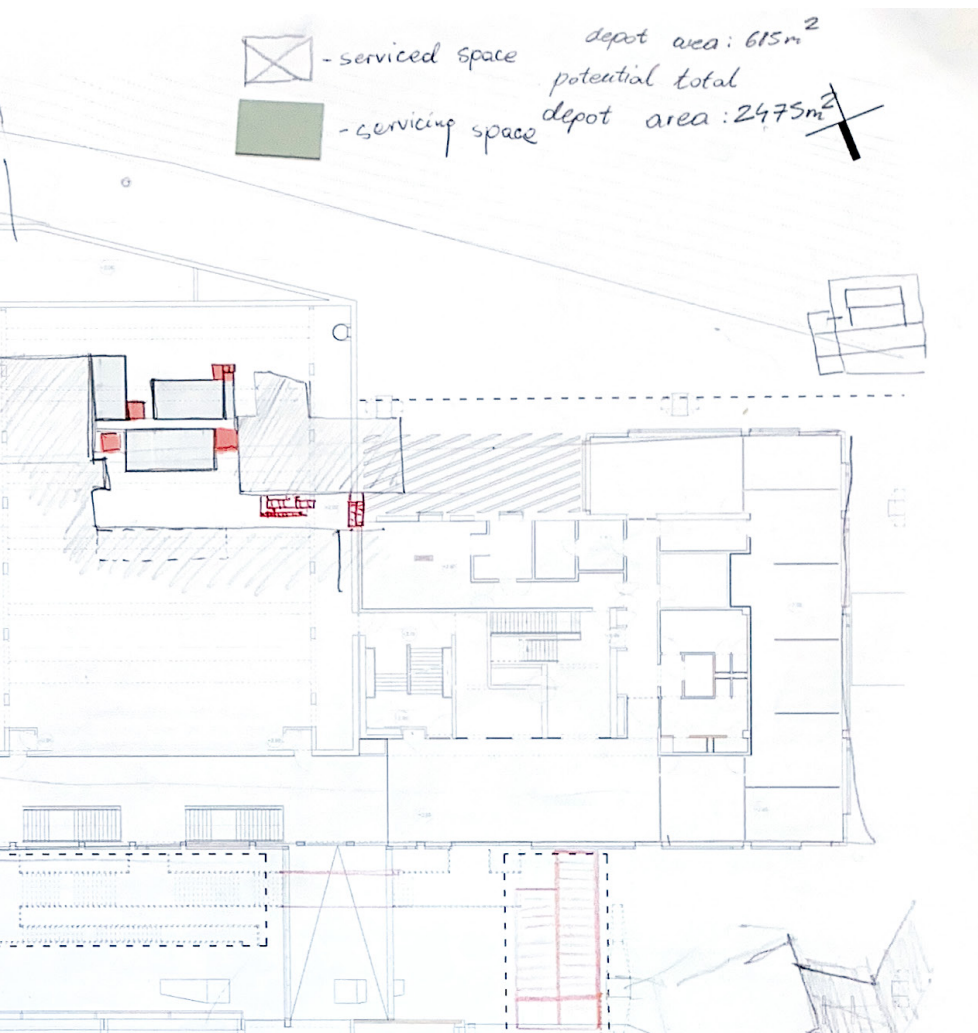 - serviced space
- servicing space
depot area: 615m²
potential total
depot area: 2475m²